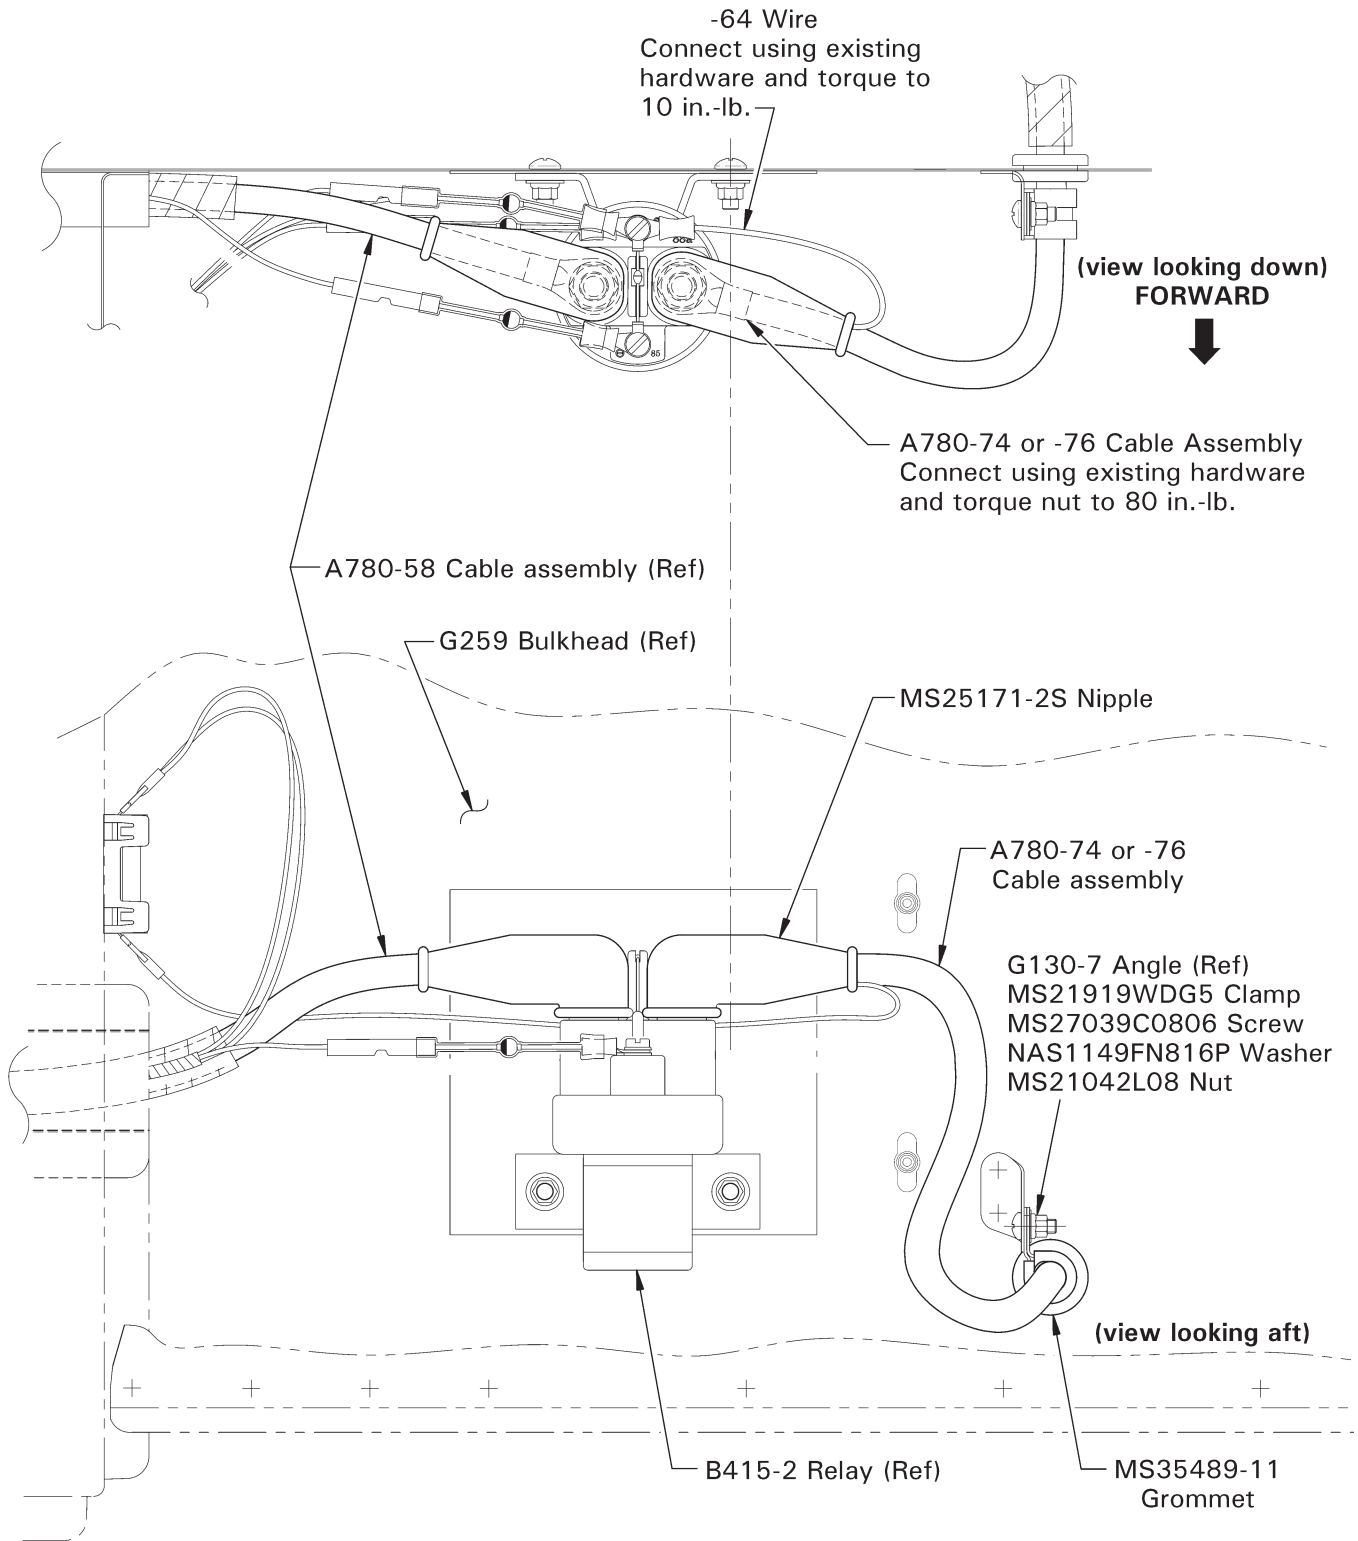 -64 Wire
Connect using existing
hardware and torque to
10 in.-lb.
(view looking down)
FORWARD
85
A780-74 or -76 Cable Assembly
Connect using existing hardware
and torque nut to 80 in.-lb.
A780-58 Cable assembly (Ref)
G259 Bulkhead (Ref)
MS25171-2S Nipple
A780-74 or -76
Cable assembly
G130-7 Angle (Ref)
MS21919WDG5 Clamp
MS27039C0806 Screw
NAS1149FN816P Washer
MS21042L08 Nut
(view looking aft)
B415-2 Relay (Ref)
MS35489-11
Grommet